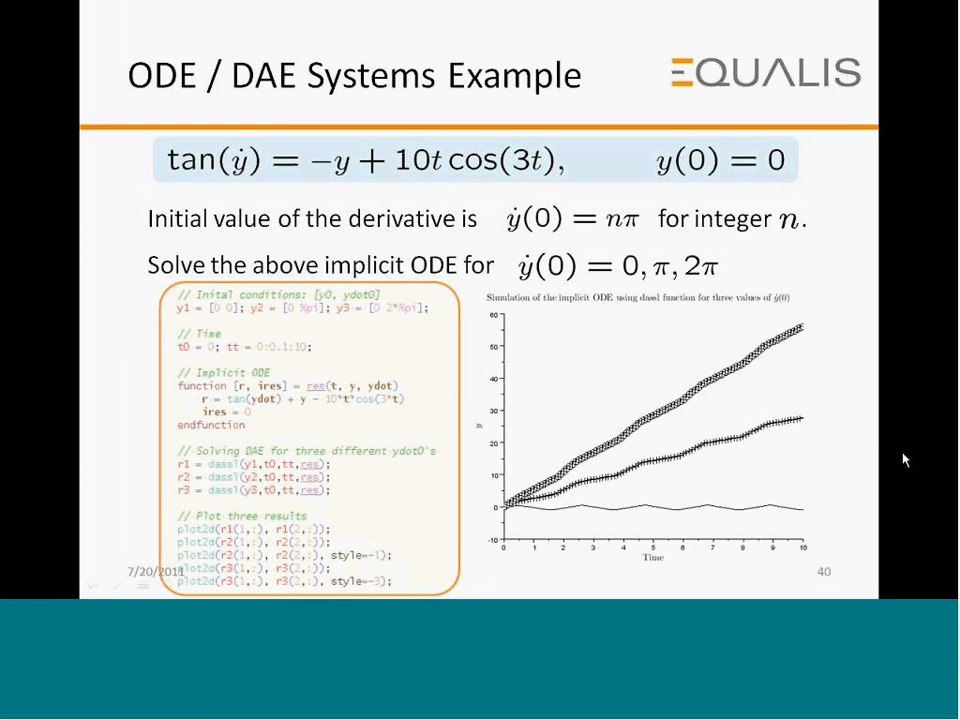 ODE / DAE Systems Example
EQUALIS
tan(ẏ) = −y + 10t cos(3t), y(0) = 0
Initial value of the derivative is ẏ(0) = nπ for integer n.
Solve the above implicit ODE for ẏ(0) = 0, π, 2π
// Inital conditions: [y0, ydot0]
y1 = [0 0]; y2 = [0 %pi]; y3 = [0 2*%pi];
// Time
t0 = 0; tt = 0:0.1:10;
// Implicit ODE
function [r, ires] = res(t, y, ydot)
r = tan(ydot) + y - 10*t*cos(3*t)
ires = 0
endfunction
// Solving DAE for three different ydot0's
r1 = dassl(y1,t0,tt,res);
r2 = dassl(y2,t0,tt,res);
r3 = dassl(y3,t0,tt,res);
// Plot three results
plot2d(r1(1,:), r1(2,:));
plot2d(r2(1,:), r2(2,:));
plot2d(r2(1,:), r2(2,:), style=-1);
plot2d(r3(1,:), r3(2,:));
plot2d(r3(1,:), r3(2,:), style=-3);
Simulation of the implicit ODE using dassl function for three values of ẏ(0)
60
50
40
30
20
10
0
-10
y
0 1 2 3 4 5 6 7 8 9 10
Time
7/20/2011
40